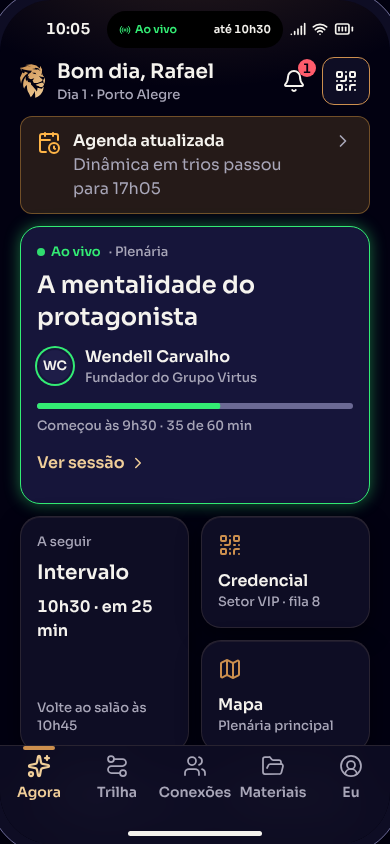 10:05
Ao vivo até 10h30
Bom dia, Rafael
Dia 1 · Porto Alegre
1
Agenda atualizada
Dinâmica em trios passou
para 17h05
Ao vivo · Plenária
A mentalidade do
protagonista
WC
Wendell Carvalho
Fundador do Grupo Virtus
Começou às 9h30 · 35 de 60 min
Ver sessão
A seguir
Intervalo
10h30 · em 25
min
Volte ao salão às
10h45
Credencial
Setor VIP · fila 8
Mapa
Plenária principal
Agora
Trilha
Conexões
Materiais
Eu